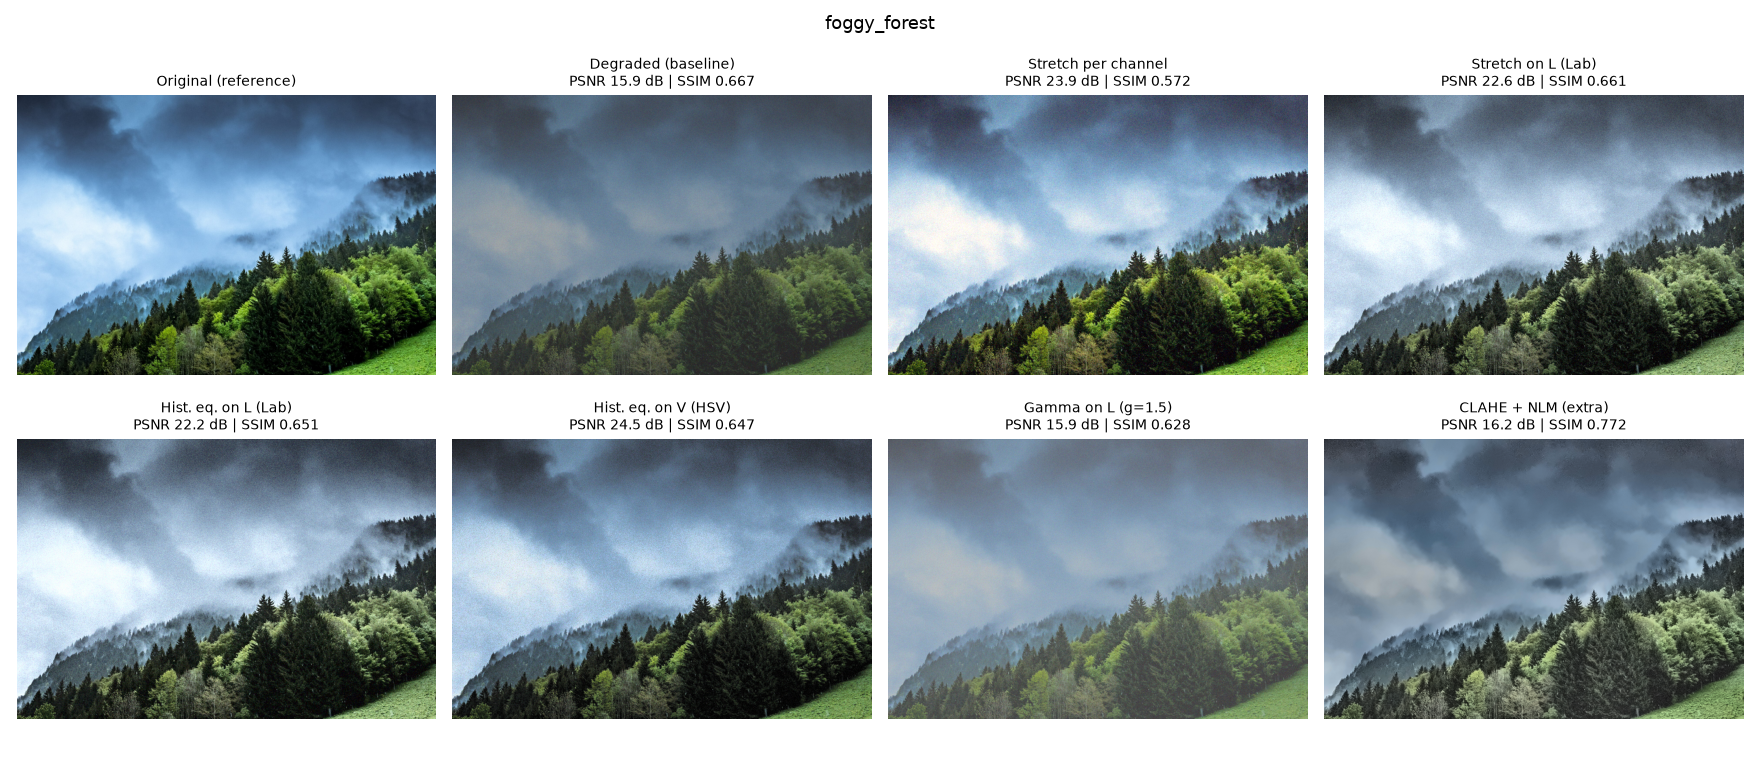 foggy_forest
Original (reference)
Degraded (baseline)
PSNR 15.9 dB | SSIM 0.667
Stretch per channel
PSNR 23.9 dB | SSIM 0.572
Stretch on L (Lab)
PSNR 22.6 dB | SSIM 0.661
Hist. eq. on L (Lab)
PSNR 22.2 dB | SSIM 0.651
Hist. eq. on V (HSV)
PSNR 24.5 dB | SSIM 0.647
Gamma on L (g=1.5)
PSNR 15.9 dB | SSIM 0.628
CLAHE + NLM (extra)
PSNR 16.2 dB | SSIM 0.772